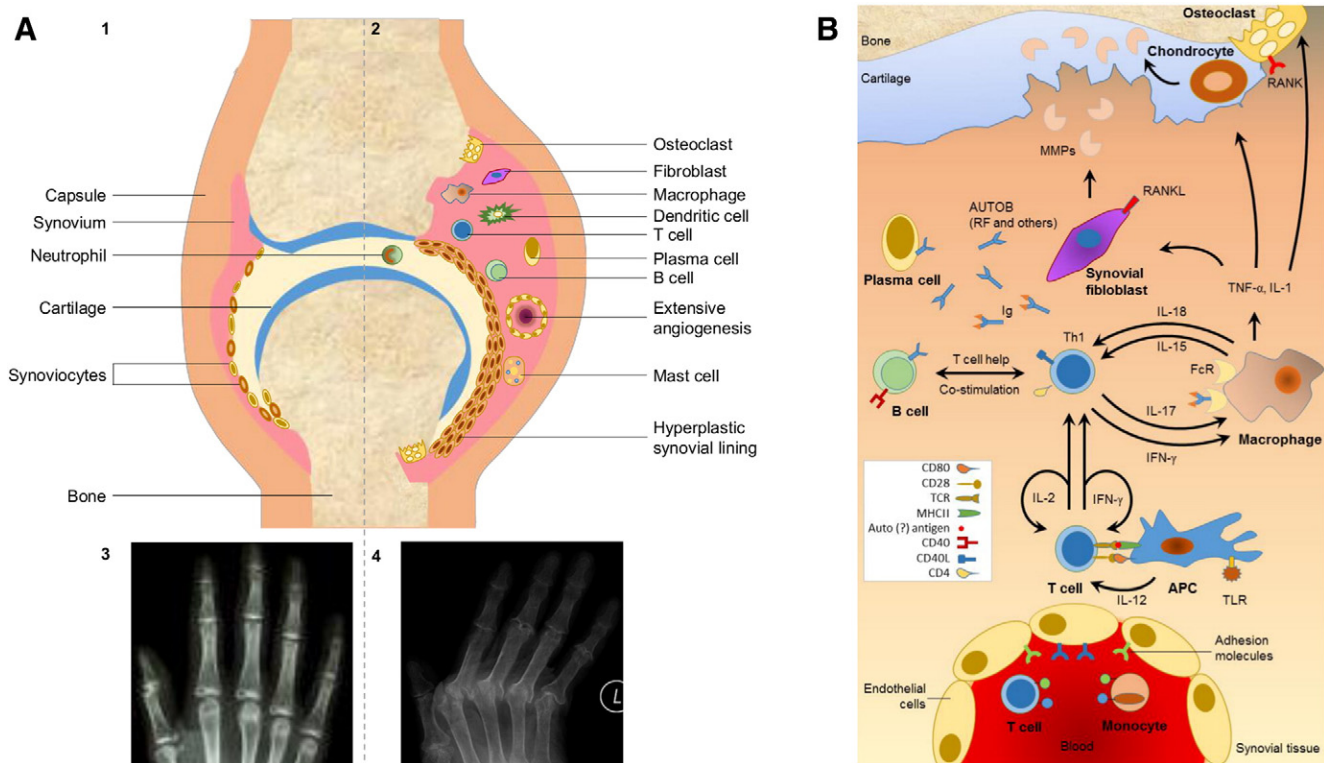 A
1
2
Capsule
Synovium
Neutrophil
Cartilage
Synoviocytes
Bone
Osteoclast
Fibroblast
Macrophage
Dendritic cell
T cell
Plasma cell
B cell
Extensive
angiogenesis
Mast cell
Hyperplastic
synovial lining
3
4
L
B
Osteoclast
Bone
Chondrocyte
Cartilage
RANK
MMPs
RANKL
AUTOB
(RF and others)
Plasma cell
Synovial
fibloblast
TNF-α, IL-1
Ig
IL-18
Th1
IL-15
T cell help
FcR
Co-stimulation
B cell
IL-17
Macrophage
IFN-γ
CD80
CD28
TCR
MHCII
Auto (?) antigen
CD40
CD40L
CD4
IL-2
IFN-γ
T cell
APC
IL-12
TLR
Adhesion
molecules
Endothelial
cells
T cell
Monocyte
Blood
Synovial tissue